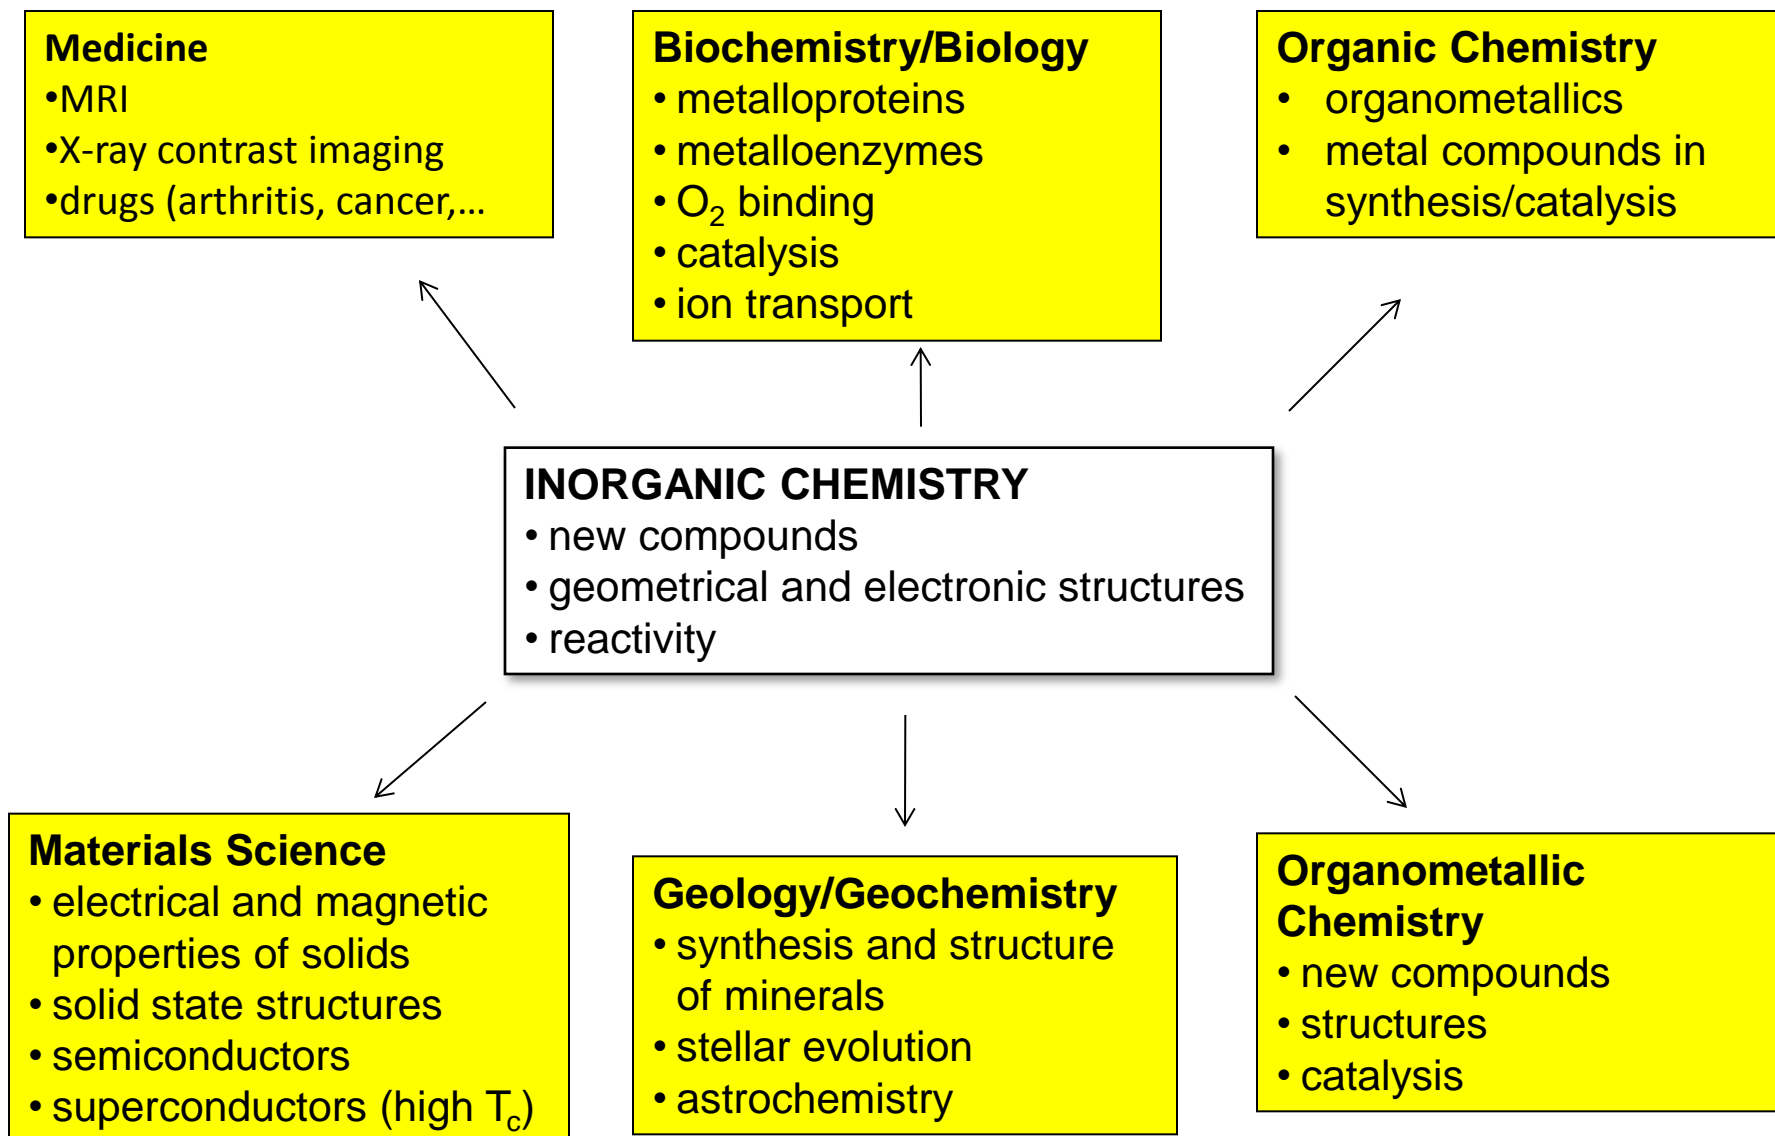 Medicine
•MRI
•X-ray contrast imaging
•drugs (arthritis, cancer,…
Biochemistry/Biology
• metalloproteins
• metalloenzymes
• O₂ binding
• catalysis
• ion transport
Organic Chemistry
• organometallics
• metal compounds in
synthesis/catalysis
INORGANIC CHEMISTRY
• new compounds
• geometrical and electronic structures
• reactivity
Materials Science
• electrical and magnetic
properties of solids
• solid state structures
• semiconductors
• superconductors (high T꜀)
Geology/Geochemistry
• synthesis and structure
of minerals
• stellar evolution
• astrochemistry
Organometallic
Chemistry
• new compounds
• structures
• catalysis